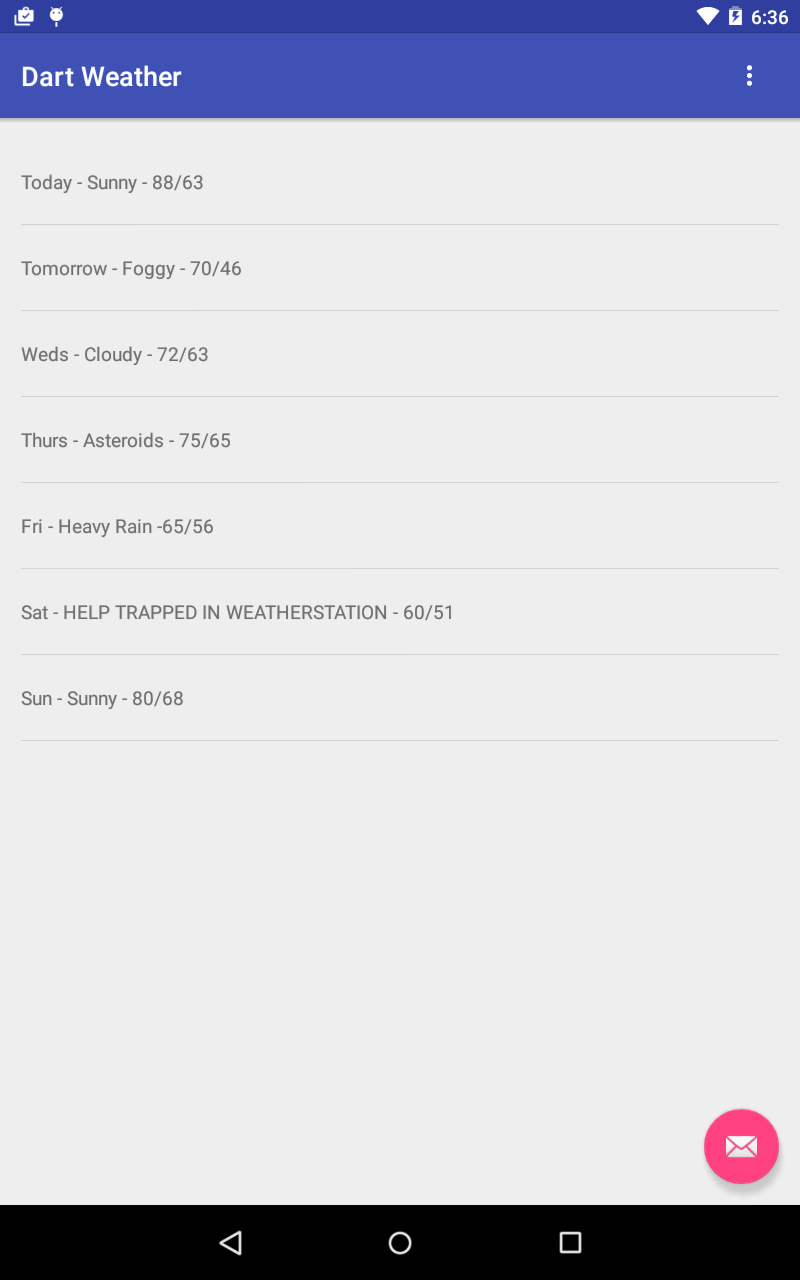 6:36
Dart Weather
Today - Sunny - 88/63
Tomorrow - Foggy - 70/46
Weds - Cloudy - 72/63
Thurs - Asteroids - 75/65
Fri - Heavy Rain -65/56
Sat - HELP TRAPPED IN WEATHERSTATION - 60/51
Sun - Sunny - 80/68